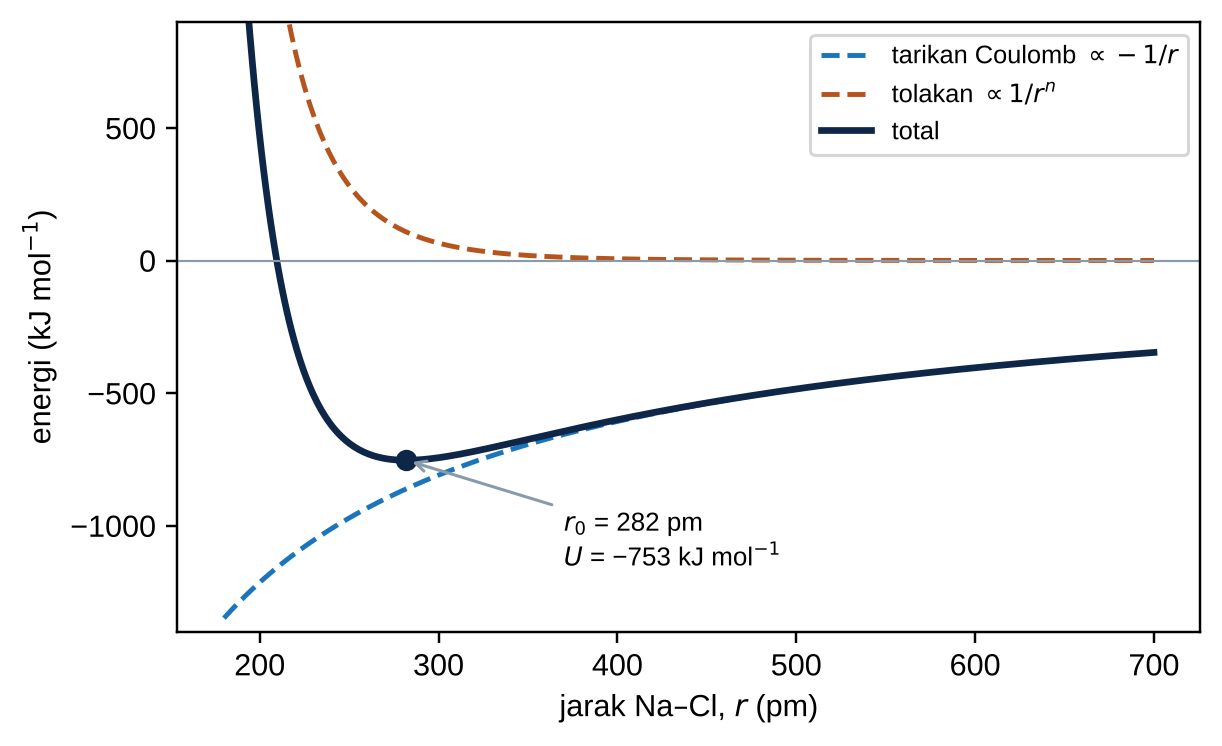 tarikan Coulomb ∝ − 1/r
tolakan ∝ 1/rⁿ
total
energi (kJ mol⁻¹)
500
0
−500
−1000
r₀ = 282 pm
U = −753 kJ mol⁻¹
200 300 400 500 600 700
jarak Na–Cl, r (pm)